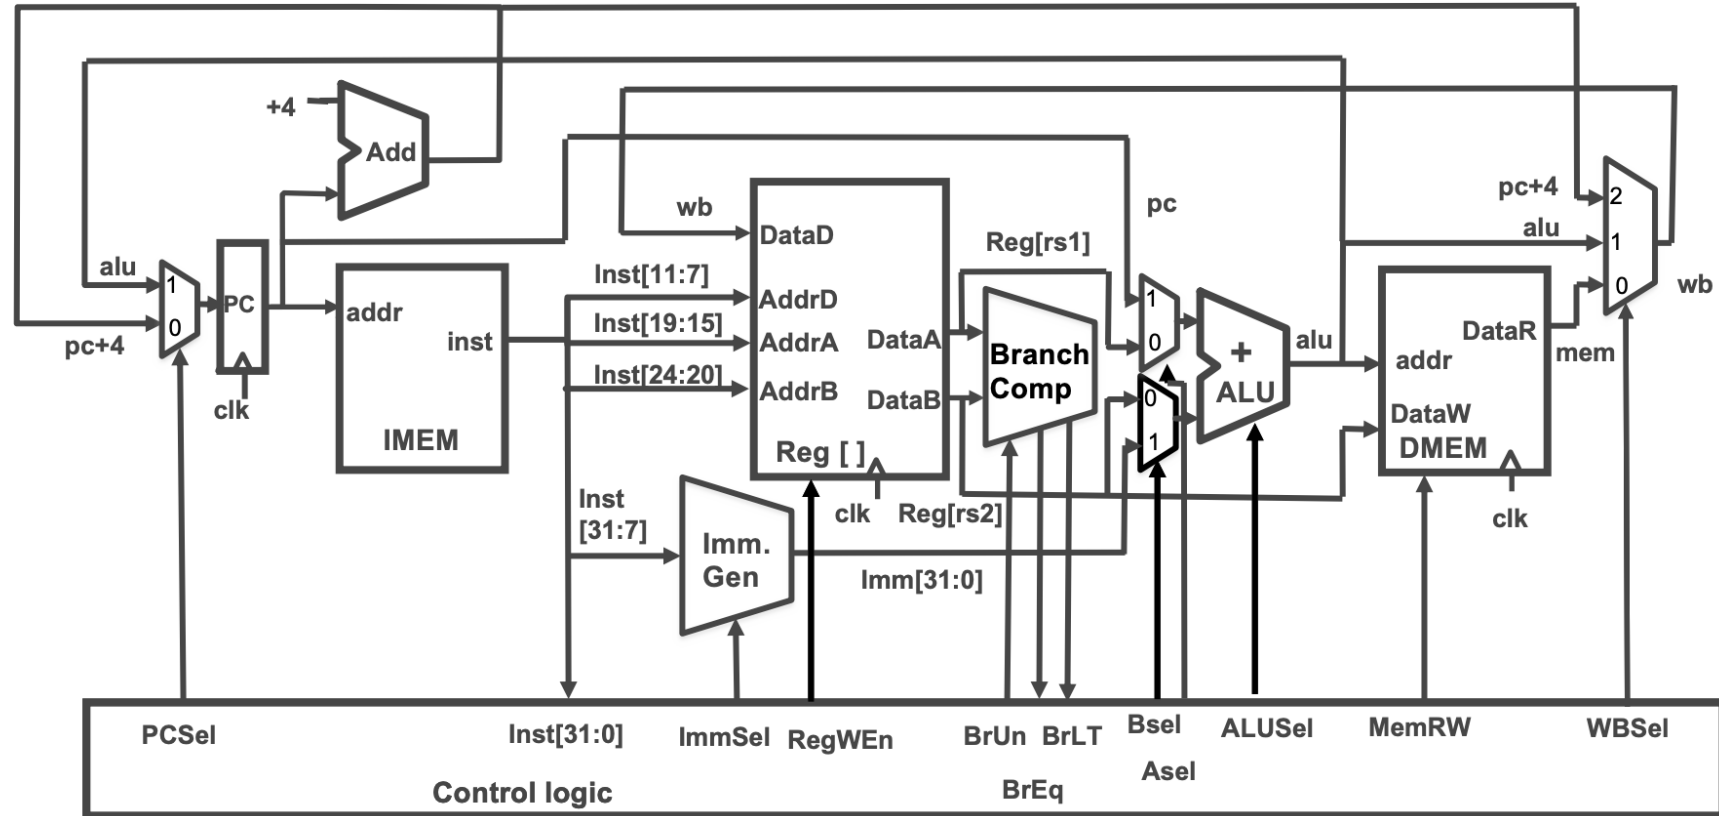 +4
Add
pc+4
wb
pc
alu
DataD
Reg[rs1]
2
1
0
wb
alu
1
0
PC
pc+4
clk
addr
inst
IMEM
Inst[11:7]
Inst[19:15]
Inst[24:20]
AddrD
AddrA
AddrB
DataA
DataB
Reg [ ]
clk
Reg[rs2]
Branch
Comp
1
0
0
1
+
ALU
alu
addr
DataR
DataW
DMEM
clk
mem
Inst
[31:7]
Imm.
Gen
Imm[31:0]
PCSel
Inst[31:0]
ImmSel
RegWEn
BrUn
BrLT
Bsel
ALUSel
MemRW
WBSel
Asel
BrEq
Control logic